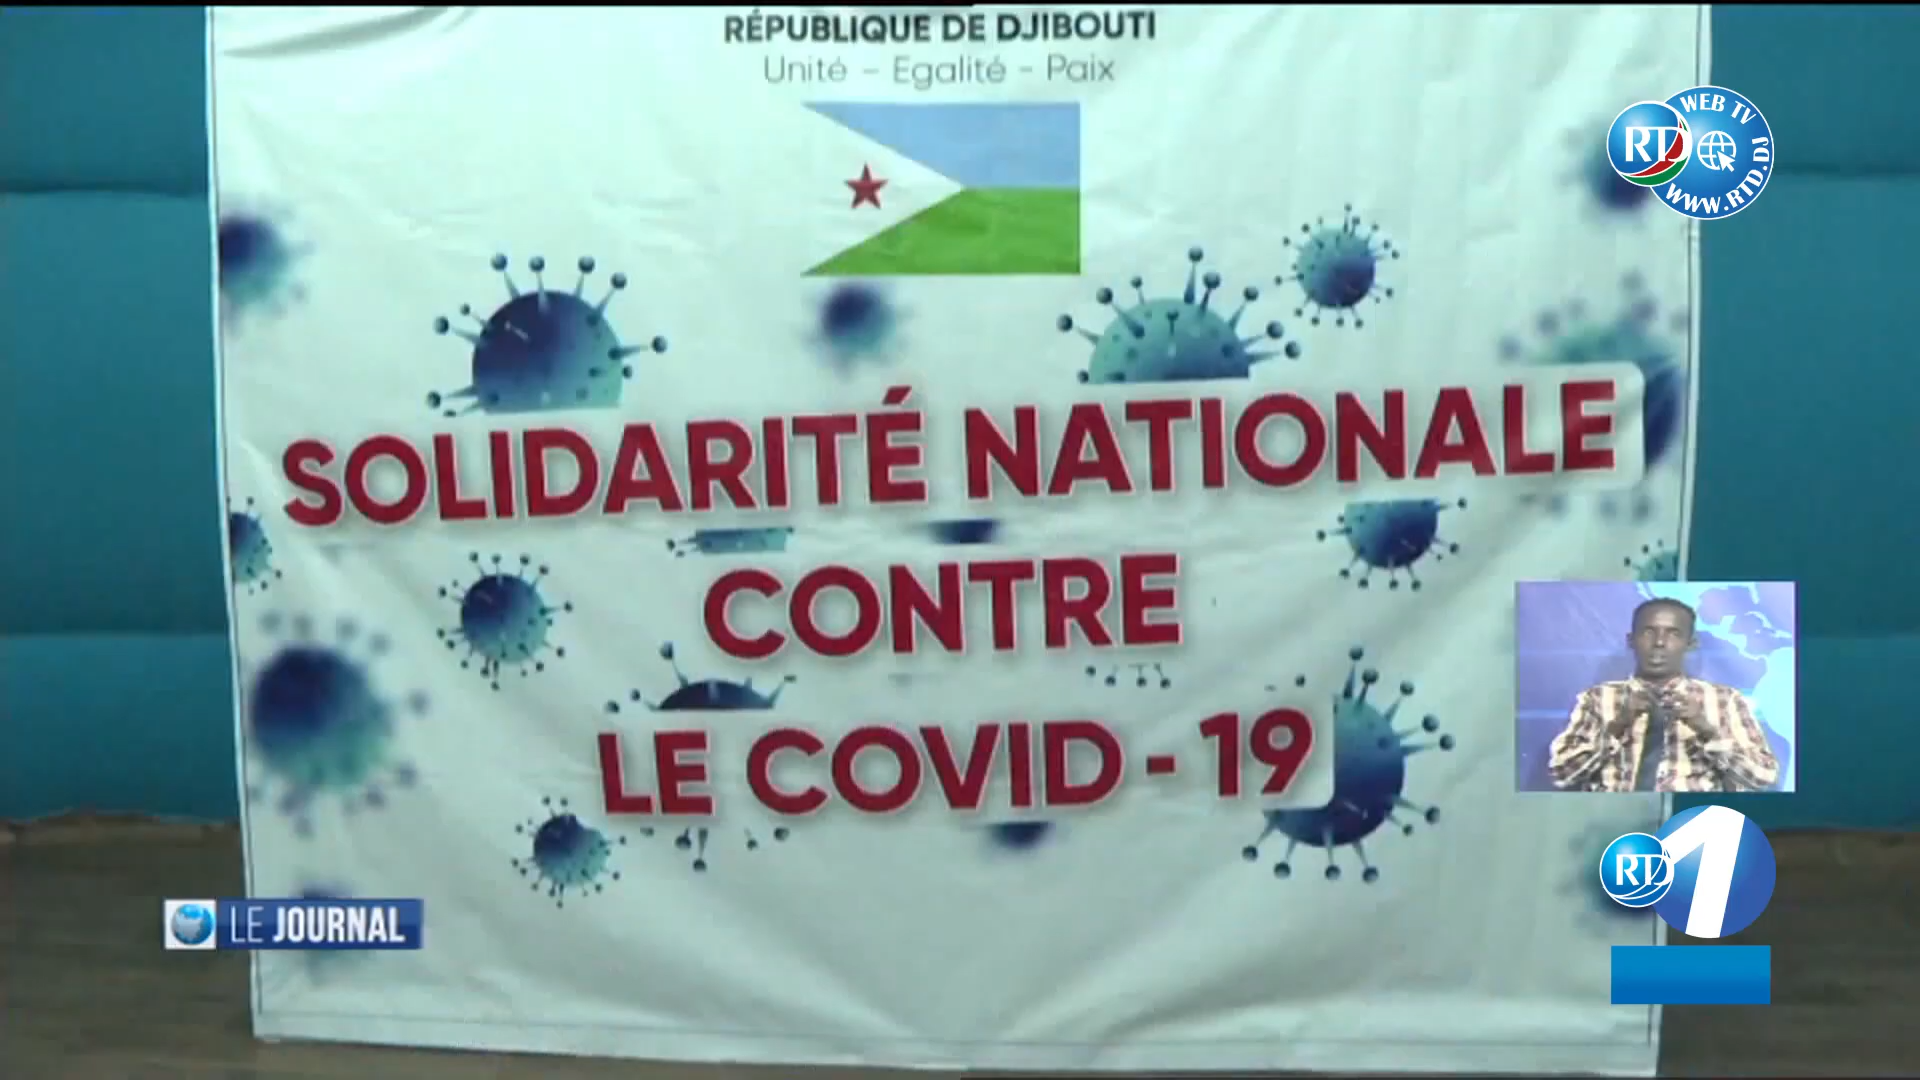 RÉPUBLIQUE DE DJIBOUTI
Unité – Egalité - Paix
WEB TV
RTD
WWW.RTD.DJ
SOLIDARITÉ NATIONALE
CONTRE
LE COVID - 19
RTD 1
LE JOURNAL